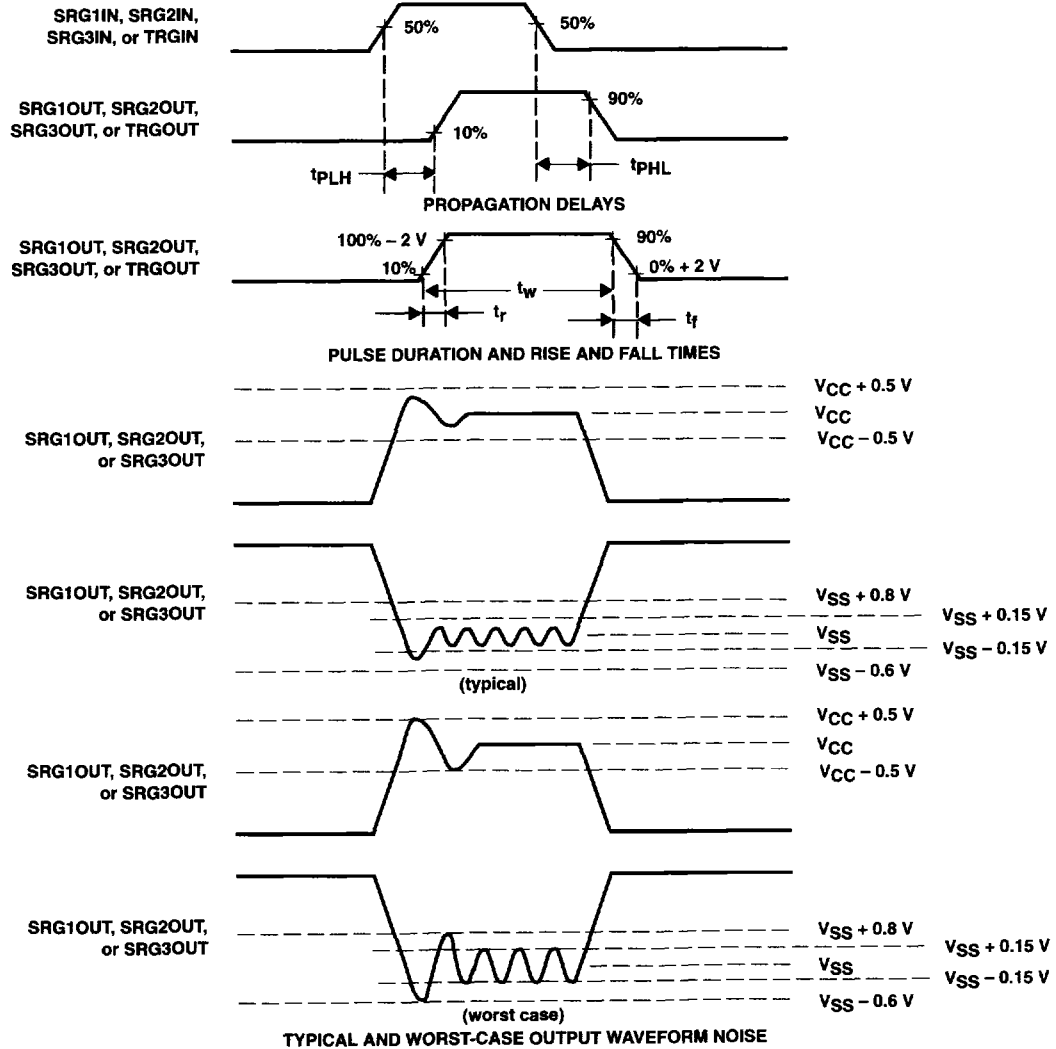 SRG1IN, SRG2IN,
SRG3IN, or TRGIN
50%
50%
SRG1OUT, SRG2OUT,
SRG3OUT, or TRGOUT
90%
10%
tPLH
tPHL
PROPAGATION DELAYS
SRG1OUT, SRG2OUT,
SRG3OUT, or TRGOUT
100% – 2 V
90%
10%
0% + 2 V
tw
tr
tf
PULSE DURATION AND RISE AND FALL TIMES
VCC + 0.5 V
VCC
VCC – 0.5 V
SRG1OUT, SRG2OUT,
or SRG3OUT
SRG1OUT, SRG2OUT,
or SRG3OUT
VSS + 0.8 V
VSS + 0.15 V
VSS
VSS – 0.15 V
VSS – 0.6 V
(typical)
VCC + 0.5 V
VCC
VCC – 0.5 V
SRG1OUT, SRG2OUT,
or SRG3OUT
SRG1OUT, SRG2OUT,
or SRG3OUT
VSS + 0.8 V
VSS + 0.15 V
VSS
VSS – 0.15 V
VSS – 0.6 V
(worst case)
TYPICAL AND WORST-CASE OUTPUT WAVEFORM NOISE